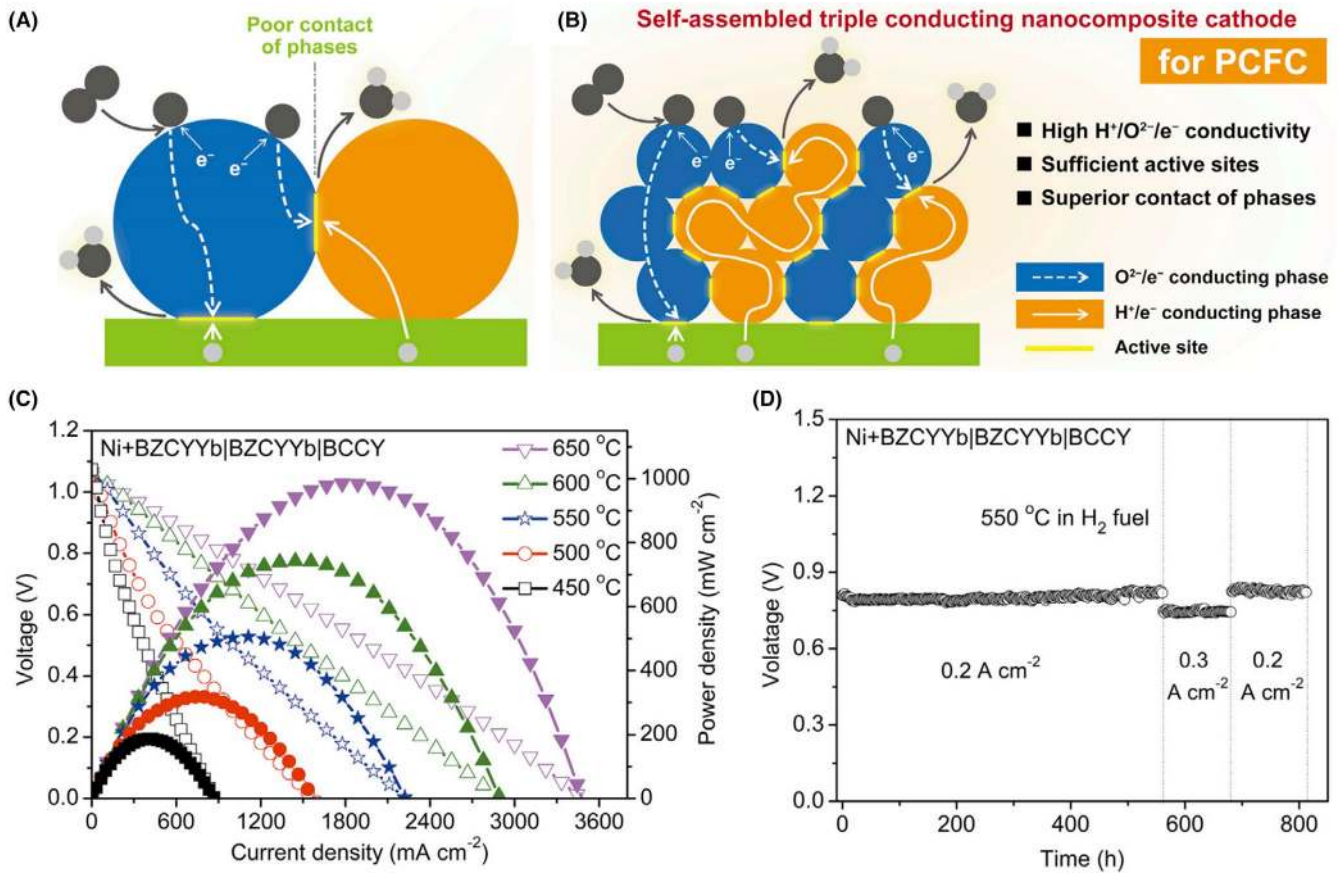 (A)
Poor contact
of phases
e⁻
e⁻
(B)
Self-assembled triple conducting nanocomposite cathode
for PCFC
e⁻
e⁻
e⁻
■ High H⁺/O²⁻/e⁻ conductivity
■ Sufficient active sites
■ Superior contact of phases
O²⁻/e⁻ conducting phase
H⁺/e⁻ conducting phase
Active site
(C)
Ni+BZCYYb|BZCYYb|BCCY
650 °C
600 °C
550 °C
500 °C
450 °C
Voltage (V)
1.2
1.0
0.8
0.6
0.4
0.2
0.0
Power density (mW cm⁻²)
1000
800
600
400
200
0
0 600 1200 1800 2400 3000 3600
Current density (mA cm⁻²)
(D)
Ni+BZCYYb|BZCYYb|BCCY
550 °C in H₂ fuel
Volatage (V)
1.5
1.2
0.9
0.6
0.3
0.0
0.2 A cm⁻²
0.3
A cm⁻²
0.2
A cm⁻²
0 200 400 600 800
Time (h)